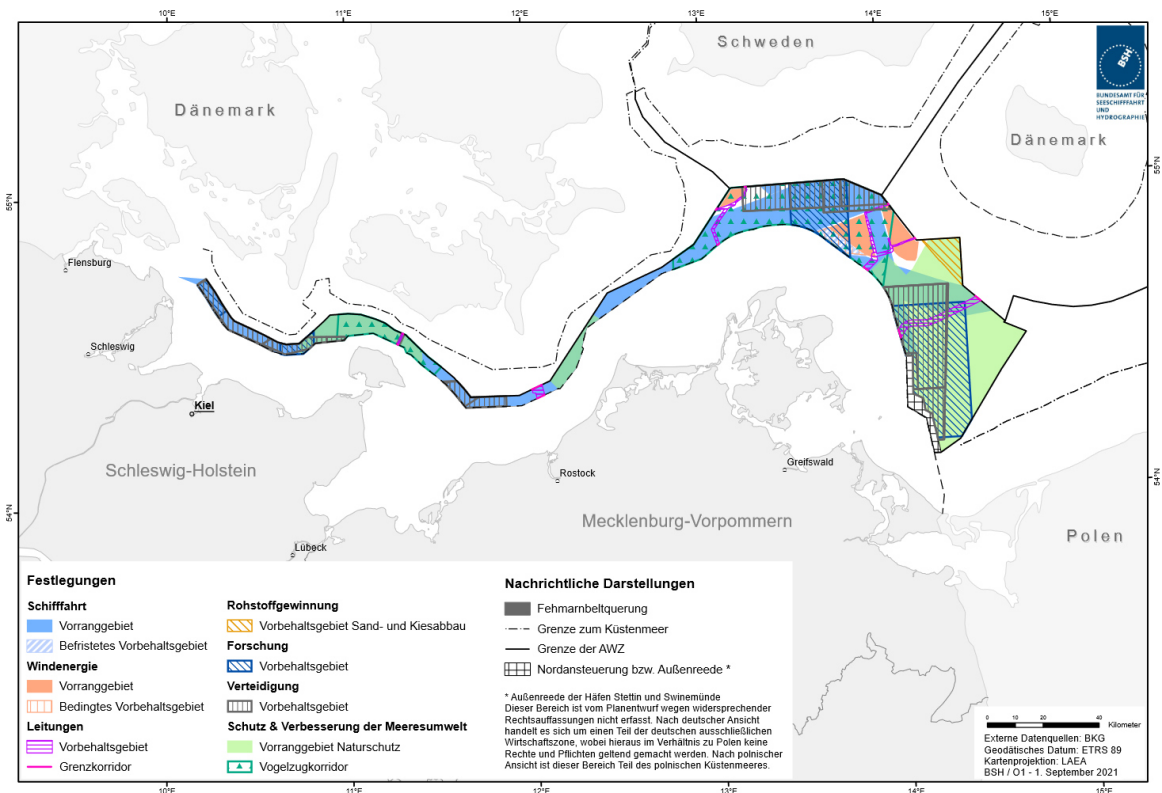 10°E
11°E
12°E
13°E
14°E
15°E
Schweden
Dänemark
Dänemark
BSH
BUNDESAMT FÜR
SEESCHIFFFAHRT
UND
HYDROGRAPHIE
55°N
55°N
Flensburg
Schleswig
Kiel
Schleswig-Holstein
Lübeck
Rostock
Greifswald
Mecklenburg-Vorpommern
Polen
54°N
54°N
Festlegungen
Schifffahrt
Vorranggebiet
Befristetes Vorbehaltsgebiet
Windenergie
Vorranggebiet
Bedingtes Vorbehaltsgebiet
Leitungen
Vorbehaltsgebiet
Grenzkorridor
Rohstoffgewinnung
Vorbehaltsgebiet Sand- und Kiesabbau
Forschung
Vorbehaltsgebiet
Verteidigung
Vorbehaltsgebiet
Schutz & Verbesserung der Meeresumwelt
Vorranggebiet Naturschutz
Vogelzugkorridor
Nachrichtliche Darstellungen
Fehmarnbeltquerung
Grenze zum Küstenmeer
Grenze der AWZ
Nordansteuerung bzw. Außenreede *
* Außenreede der Häfen Stettin und Swinemünde
Dieser Bereich ist vom Planentwurf wegen widersprechender
Rechtsauffassungen nicht erfasst. Nach deutscher Ansicht
handelt es sich um einen Teil der deutschen ausschließlichen
Wirtschaftszone, wobei hieraus im Verhältnis zu Polen keine
Rechte und Pflichten geltend gemacht werden. Nach polnischer
Ansicht ist dieser Bereich Teil des polnischen Küstenmeeres.
0 10 20 40
Kilometer
Externe Datenquellen: BKG
Geodätisches Datum: ETRS 89
Kartenprojektion: LAEA
BSH / O1 - 1. September 2021
10°E
11°E
12°E
13°E
14°E
15°E